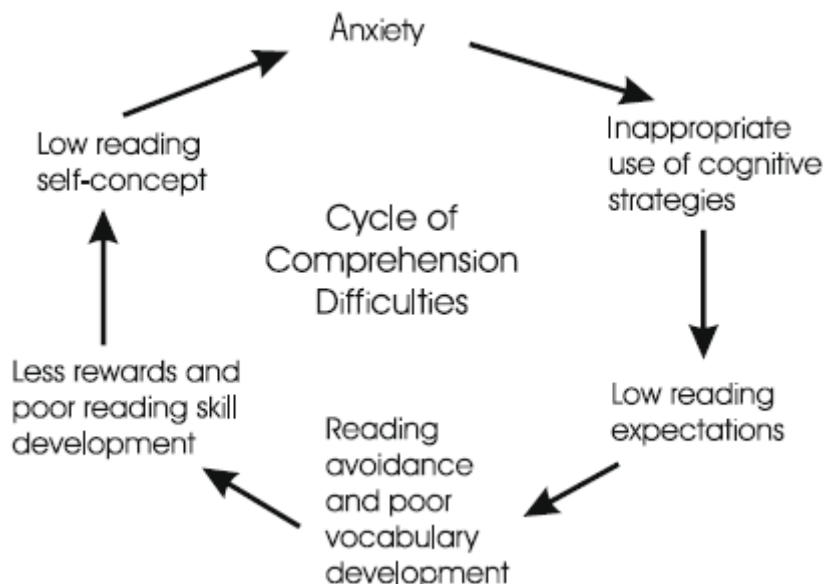 Anxiety
Inappropriate
use of cognitive
strategies
Low reading
expectations
Reading
avoidance
and poor
vocabulary
development
Less rewards and
poor reading skill
development
Low reading
self-concept
Cycle of
Comprehension
Difficulties